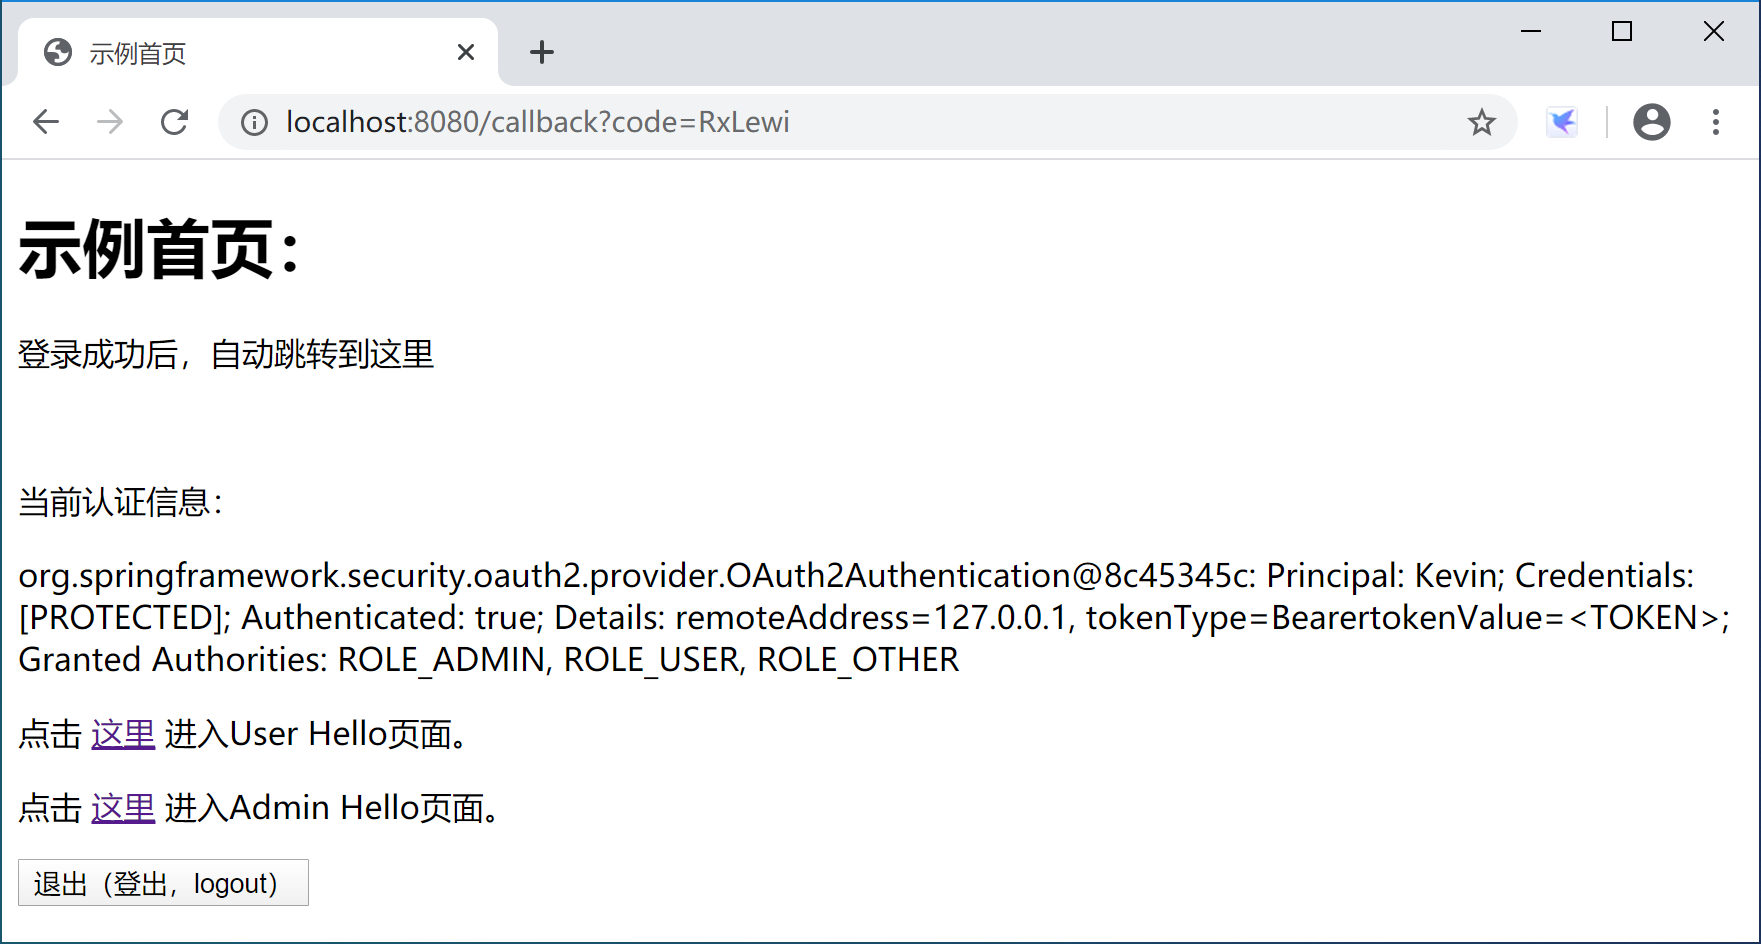 示例首页
localhost:8080/callback?code=RxLewi
示例首页：
登录成功后，自动跳转到这里
当前认证信息：
org.springframework.security.oauth2.provider.OAuth2Authentication@8c45345c: Principal: Kevin; Credentials:
[PROTECTED]; Authenticated: true; Details: remoteAddress=127.0.0.1, tokenType=BearertokenValue=<TOKEN>;
Granted Authorities: ROLE_ADMIN, ROLE_USER, ROLE_OTHER
点击 这里 进入User Hello页面。
点击 这里 进入Admin Hello页面。
退出（登出，logout）